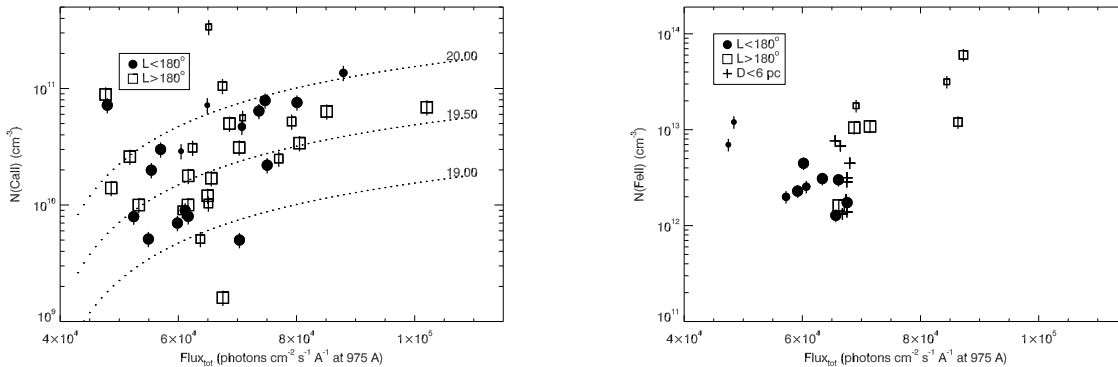 N(CaII) (cm⁻³)
10¹¹
10¹⁰
10⁹
L<180°
L>180°
20.00
19.50
19.00
4×10⁴
6×10⁴
8×10⁴
1×10⁵
Flux_tot (photons cm⁻² s⁻¹ A⁻¹ at 975 A)
N(FeII) (cm⁻³)
10¹⁴
10¹³
10¹²
10¹¹
L<180°
L>180°
D<6 pc
4×10⁴
6×10⁴
8×10⁴
1×10⁵
Flux_tot (photons cm⁻² s⁻¹ A⁻¹ at 975 A)